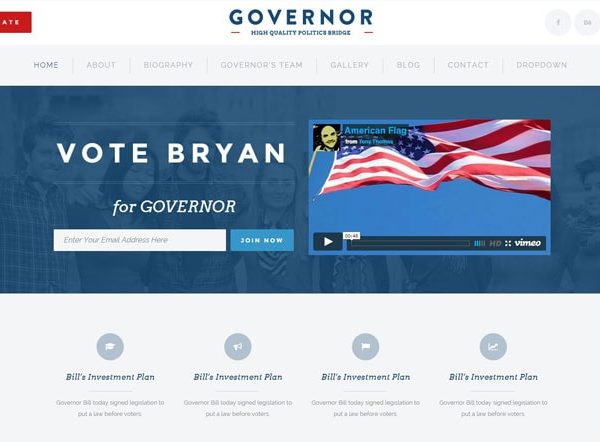 ATE
GOVERNOR
HIGH QUALITY POLITICS BRIDGE
f
Bē
HOME
ABOUT
BIOGRAPHY
GOVERNOR'S TEAM
GALLERY
BLOG
CONTACT
DROPDOWN
VOTE BRYAN
for GOVERNOR
Enter Your Email Address Here
JOIN NOW
American Flag
from Tony Thomas
00:48
HD
vimeo
Bill's Investment Plan
Bill's Investment Plan
Bill's Investment Plan
Bill's Investment Plan
Governor Bill today signed legislation to
put a law before voters.
Governor Bill today signed legislation to
put a law before voters.
Governor Bill today signed legislation to
put a law before voters.
Governor Bill today signed legislation to
put a law before voters.